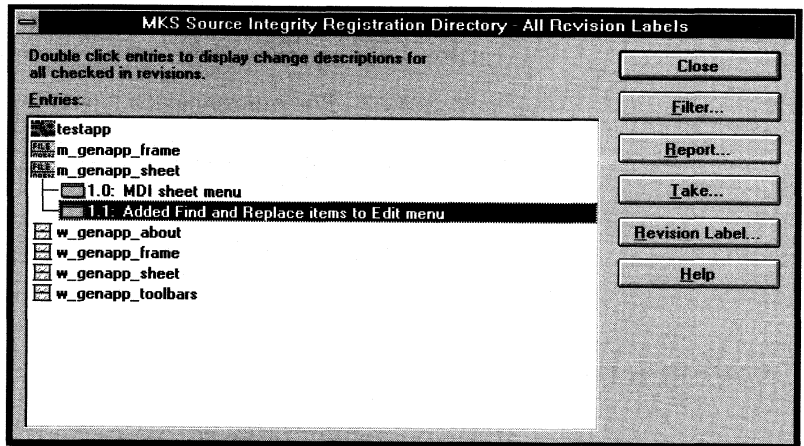 MKS Source Integrity Registration Directory - All Revision Labels
Double click entries to display change descriptions for
all checked in revisions.
Entries:
testapp
m_genapp_frame
m_genapp_sheet
1.0: MDI sheet menu
1.1: Added Find and Replace items to Edit menu
w_genapp_about
w_genapp_frame
w_genapp_sheet
w_genapp_toolbars
Close
Filter...
Report...
Take...
Revision Label...
Help